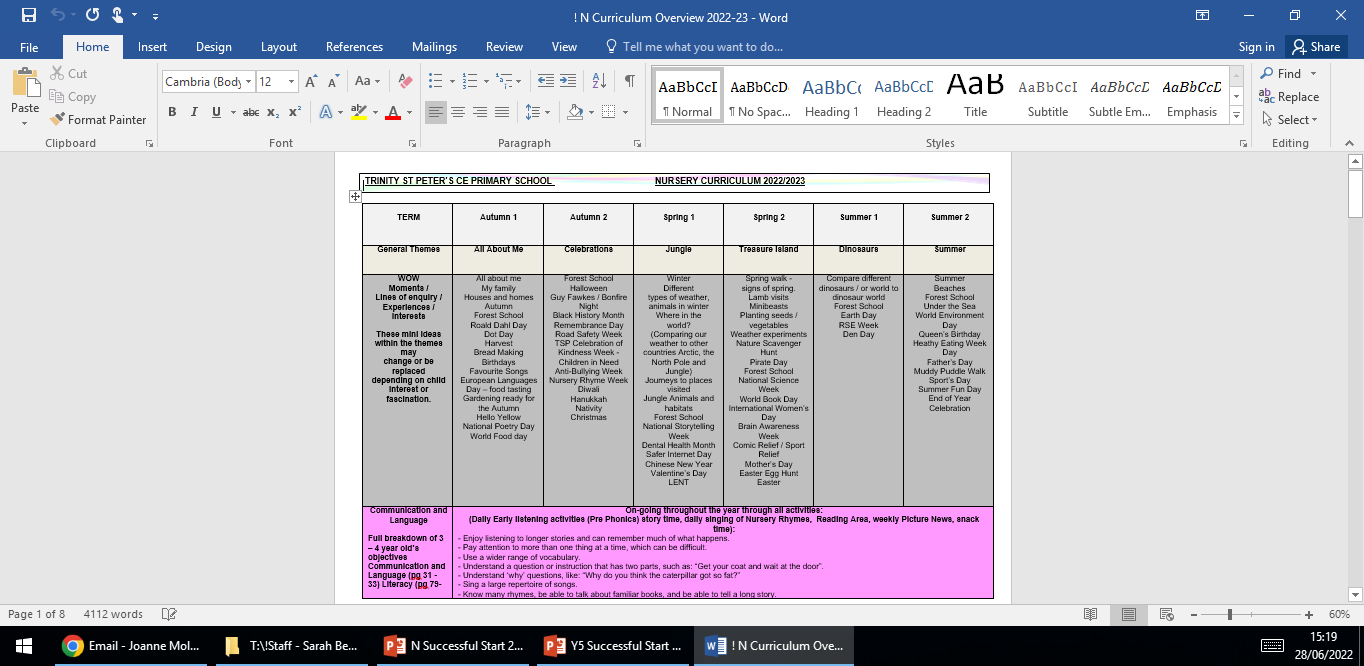 ! N Curriculum Overview 2022-23 - Word
File Home Insert Design Layout References Mailings Review View Tell me what you want to do... Sign in Share
Paste
Cut
Copy
Format Painter
Clipboard
Cambria (Body 12
Font
Paragraph
AaBbCcI AaBbCcD AaBbCc AaBbCcD AaB AaBbCcI AaBbCcD AaBbCcD
¶ Normal ¶ No Spac... Heading 1 Heading 2 Title Subtitle Subtle Em... Emphasis
Styles
Find
Replace
Select
Editing
TRINITY ST PETER'S CE PRIMARY SCHOOL NURSERY CURRICULUM 2022/2023
TERM Autumn 1 Autumn 2 Spring 1 Spring 2 Summer 1 Summer 2
General Themes All About Me Celebrations Jungle Treasure Island Dinosaurs Summer
WOW
Moments /
Lines of enquiry /
Experiences /
Interests
These mini ideas
within the themes
may
change or be
replaced
depending on child
interest or
fascination.
All about me
My family
Houses and homes
Autumn
Forest School
Roald Dahl Day
Dot Day
Harvest
Bread Making
Birthdays
Favourite Songs
European Languages
Day – food tasting
Gardening ready for
the Autumn
Hello Yellow
National Poetry Day
World Food day
Forest School
Halloween
Guy Fawkes / Bonfire
Night
Black History Month
Remembrance Day
Road Safety Week
TSP Celebration of
Kindness Week -
Children in Need
Anti-Bullying Week
Nursery Rhyme Week
Diwali
Hanukkah
Nativity
Christmas
Winter
Different
types of weather,
animals in winter
Where in the
world?
(Comparing our
weather to other
countries Arctic, the
North Pole and
Jungle)
Journeys to places
visited
Jungle Animals and
habitats
Forest School
National Storytelling
Week
Dental Health Month
Safer Internet Day
Chinese New Year
Valentine's Day
LENT
Spring walk -
signs of spring.
Lamb visits
Minibeasts
Planting seeds /
vegetables
Weather experiments
Nature Scavenger
Hunt
Pirate Day
Forest School
National Science
Week
World Book Day
International Women's
Day
Brain Awareness
Week
Comic Relief / Sport
Relief
Mother's Day
Easter Egg Hunt
Easter
Compare different
dinosaurs / or world to
dinosaur world
Forest School
Earth Day
RSE Week
Den Day
Summer
Beaches
Forest School
Under the Sea
World Environment
Day
Queen's Birthday
Heathy Eating Week
Day
Father's Day
Muddy Puddle Walk
Sport's Day
Summer Fun Day
End of Year
Celebration
Communication and
Language
Full breakdown of 3
– 4 year old's
objectives
Communication and
Language (pg 31 -
33) Literacy (pg 79-
On-going throughout the year through all activities:
(Daily Early listening activities (Pre Phonics) story time, daily singing of Nursery Rhymes, Reading Area, weekly Picture News, snack
time):
- Enjoy listening to longer stories and can remember much of what happens.
- Pay attention to more than one thing at a time, which can be difficult.
- Use a wider range of vocabulary.
- Understand a question or instruction that has two parts, such as: "Get your coat and wait at the door".
- Understand 'why' questions, like: "Why do you think the caterpillar got so fat?"
- Sing a large repertoire of songs.
- Know many rhymes, be able to talk about familiar books, and be able to tell a long story.
Page 1 of 8 4112 words 60%
Email - Joanne Mol... T:\!Staff - Sarah Be... N Successful Start 2... Y5 Successful Start ... ! N Curriculum Ove... 15:19
28/06/2022